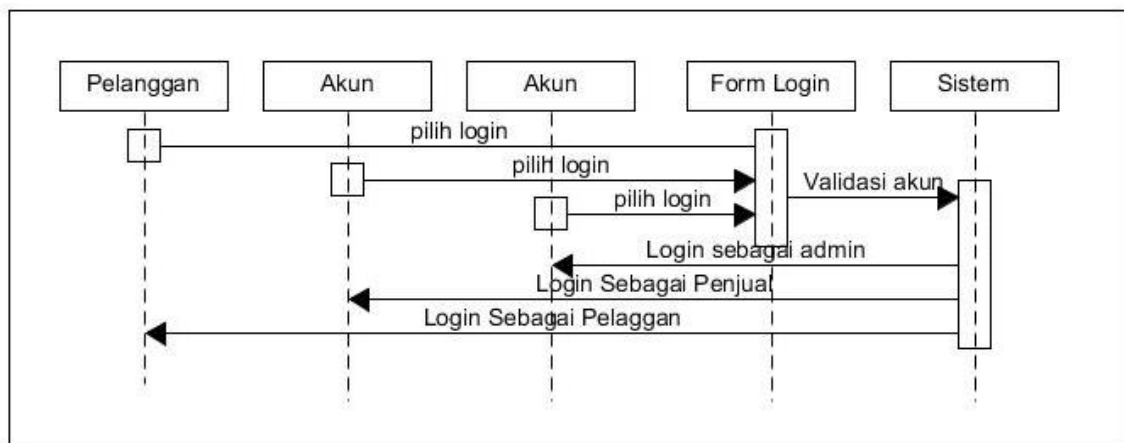 Pelanggan
Akun
Akun
Form Login
Sistem
pilih login
pilih login
Validasi akun
pilih login
Login sebagai admin
Login Sebagai Penjual
Login Sebagai Pelaggan